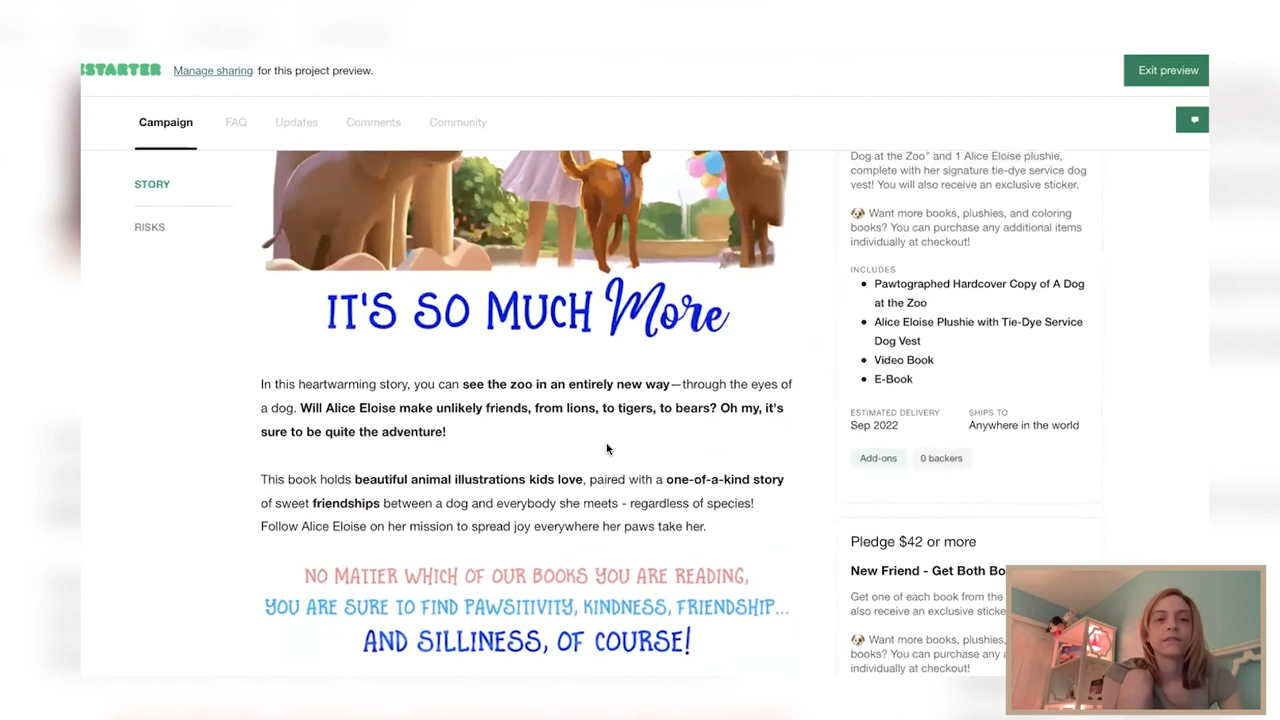 KSTARTER Manage sharing for this project preview. Exit preview
Campaign FAQ Updates Comments Community
STORY
RISKS
IT'S SO MUCH More
In this heartwarming story, you can see the zoo in an entirely new way—through the eyes of
a dog. Will Alice Eloise make unlikely friends, from lions, to tigers, to bears? Oh my, it's
sure to be quite the adventure!
This book holds beautiful animal illustrations kids love, paired with a one-of-a-kind story
of sweet friendships between a dog and everybody she meets - regardless of species!
Follow Alice Eloise on her mission to spread joy everywhere her paws take her.
NO MATTER WHICH OF OUR BOOKS YOU ARE READING,
YOU ARE SURE TO FIND PAWSITIVITY, KINDNESS, FRIENDSHIP...
AND SILLINESS, OF COURSE!
Dog at the Zoo" and 1 Alice Eloise plushie,
complete with her signature tie-dye service dog
vest! You will also receive an exclusive sticker.
🐶 Want more books, plushies, and coloring
books? You can purchase any additional items
individually at checkout!
INCLUDES
• Pawtographed Hardcover Copy of A Dog
at the Zoo
• Alice Eloise Plushie with Tie-Dye Service
Dog Vest
• Video Book
• E-Book
ESTIMATED DELIVERY SHIPS TO
Sep 2022 Anywhere in the world
Add-ons 0 backers
Pledge $42 or more
New Friend - Get Both Bo
Get one of each book from the
also receive an exclusive sticke
🐶 Want more books, plushies,
books? You can purchase any a
individually at checkout!